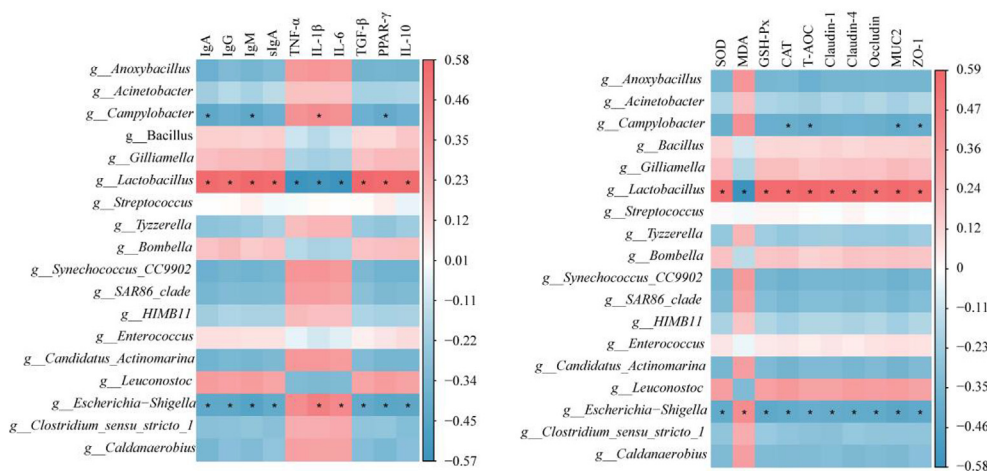 IgA IgG IgM sIgA TNF-α IL-1β IL-6 TGF-β PPAR-γ IL-10
g__Anoxybacillus
g__Acinetobacter
g__Campylobacter * * * *
g__Bacillus
g__Gilliamella
g__Lactobacillus * * * * * * * * * *
g__Streptococcus
g__Tyzzerella
g__Bombella
g__Synechococcus_CC9902
g__SAR86_clade
g__HIMB11
g__Enterococcus
g__Candidatus_Actinomarina
g__Leuconostoc
g__Escherichia−Shigella * * * * * * * * *
g__Clostridium_sensu_stricto_1
g__Caldanaerobius
0.58
0.46
0.35
0.23
0.12
0.01
−0.11
−0.22
−0.34
−0.45
−0.57
SOD MDA GSH-Px CAT T-AOC Claudin-1 Claudin-4 Occludin MUC2 ZO-1
g__Anoxybacillus
g__Acinetobacter
g__Campylobacter * * * *
g__Bacillus
g__Gilliamella
g__Lactobacillus * * * * * * * * * *
g__Streptococcus
g__Tyzzerella
g__Bombella
g__Synechococcus_CC9902
g__SAR86_clade
g__HIMB11
g__Enterococcus
g__Candidatus_Actinomarina
g__Leuconostoc
g__Escherichia−Shigella * * * * * * * * * *
g__Clostridium_sensu_stricto_1
g__Caldanaerobius
0.59
0.47
0.36
0.24
0.12
0
−0.11
−0.23
−0.35
−0.46
−0.58